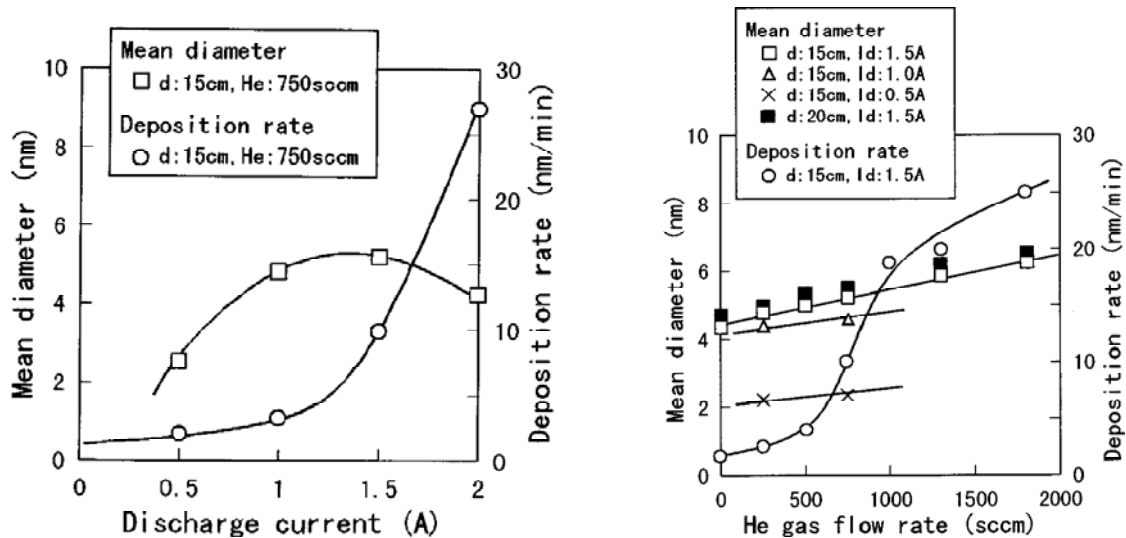 Mean diameter
d:15cm, He:750sccm
Deposition rate
d:15cm, He:750sccm
10
8
6
4
2
0
Mean diameter (nm)
30
20
10
0
Deposition rate (nm/min)
0 0.5 1 1.5 2
Discharge current (A)
Mean diameter
d:15cm, Id:1.5A
d:15cm, Id:1.0A
d:15cm, Id:0.5A
d:20cm, Id:1.5A
Deposition rate
d:15cm, Id:1.5A
10
8
6
4
2
0
Mean diameter (nm)
30
20
10
0
Deposition rate (nm/min)
0 500 1000 1500 2000
He gas flow rate (sccm)